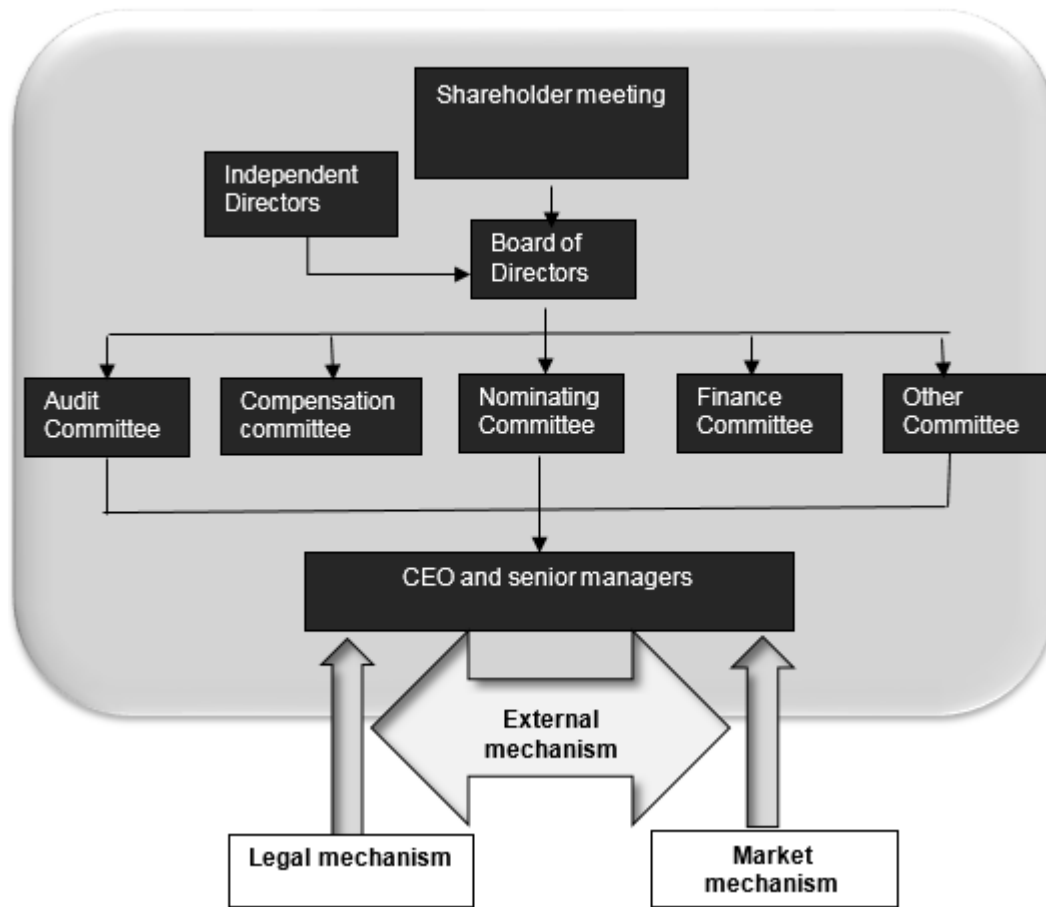 Shareholder meeting
Independent
Directors
Board of
Directors
Audit
Committee
Compensation
committee
Nominating
Committee
Finance
Committee
Other
Committee
CEO and senior managers
External
mechanism
Legal mechanism
Market
mechanism